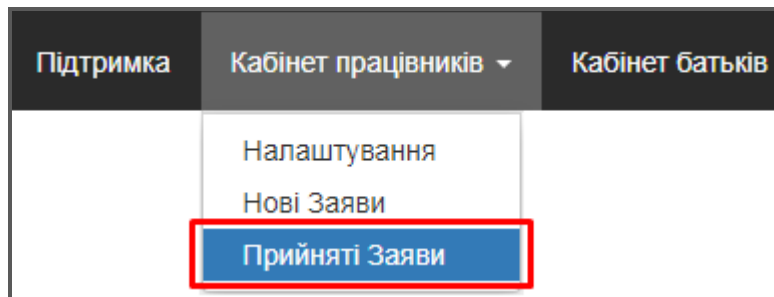 Підтримка Кабінет працівників Кабінет батьків
Налаштування
Нові Заяви
Прийняті Заяви